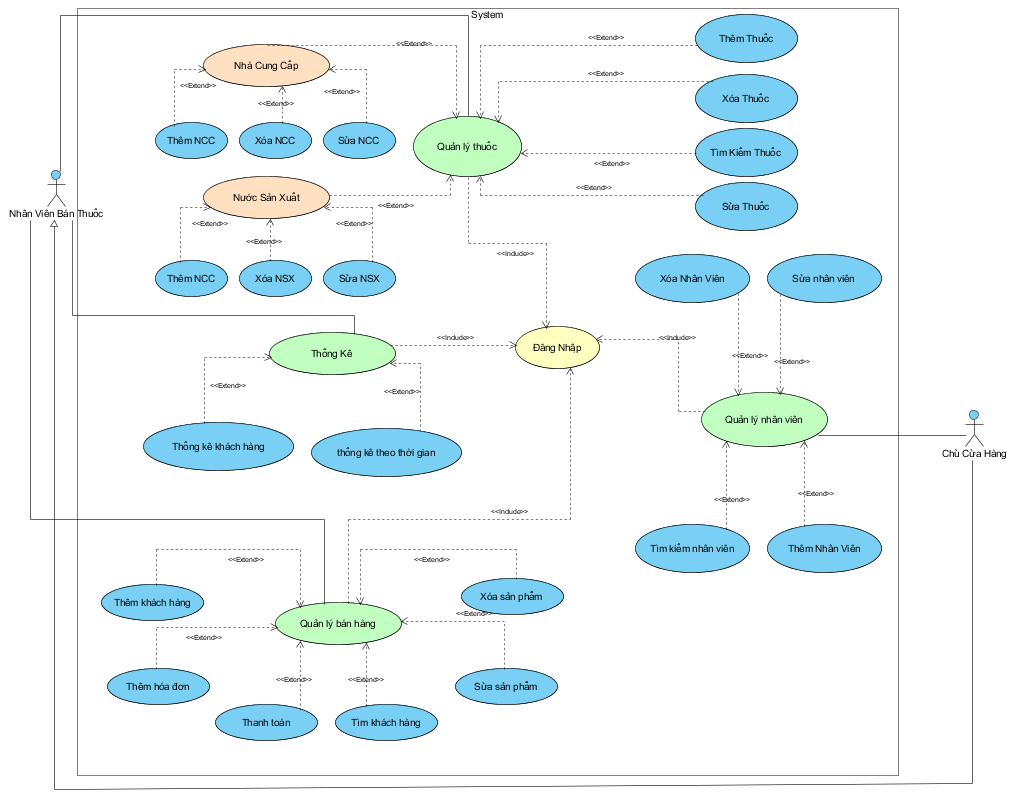 System
<<Extend>>
<<Extend>>
Thêm Thuốc
Nhà Cung Cấp
<<Extend>>
<<Extend>>
<<Extend>>
<<Extend>>
Xóa Thuốc
Thêm NCC
Xóa NCC
Sửa NCC
Quản lý thuốc
Tìm Kiếm Thuốc
<<Extend>>
<<Extend>>
Nước Sản Xuất
<<Extend>>
Sửa Thuốc
Nhân Viên Bán Thuốc
<<Extend>>
<<Extend>>
<<Extend>>
<<Include>>
Thêm NCC
Xóa NSX
Sửa NSX
Xóa Nhân Viên
Sửa nhân viên
<<Include>>
<<Include>>
Thống Kê
Đăng Nhập
<<Extend>>
<<Extend>>
<<Extend>>
<<Extend>>
Quản lý nhân viên
Thống kê khách hàng
thống kê theo thời gian
Chủ Cửa Hàng
<<Extend>>
<<Extend>>
<<Include>>
Tìm kiếm nhân viên
Thêm Nhân Viên
<<Extend>>
<<Extend>>
Thêm khách hàng
Xóa sản phẩm
<<Extend>>
Quản lý bán hàng
<<Extend>>
<<Extend>>
<<Extend>>
Thêm hóa đơn
Sửa sản phẩm
Thanh toán
Tìm khách hàng